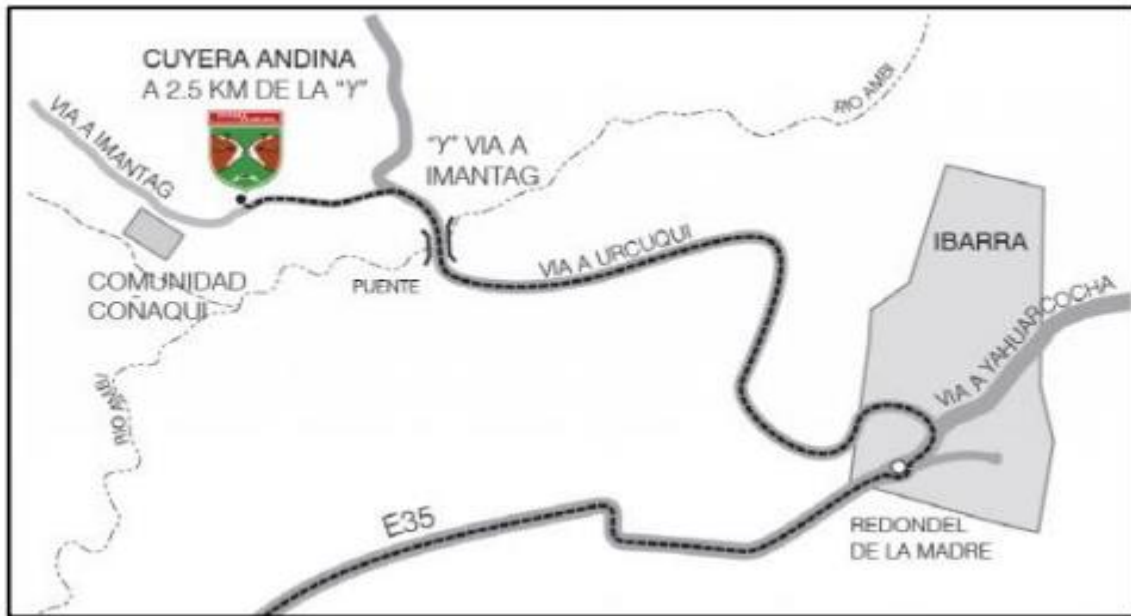 CUYERA ANDINA
A 2.5 KM DE LA "Y"
VIA A IMANTAG
"Y" VIA A
IMANTAG
RIO AMBI
IBARRA
VIA A URCUQUI
COMUNIDAD
COÑAQUI
PUENTE
VIA A YAHUARCOCHA
RIO AMBI
E35
REDONDEL
DE LA MADRE